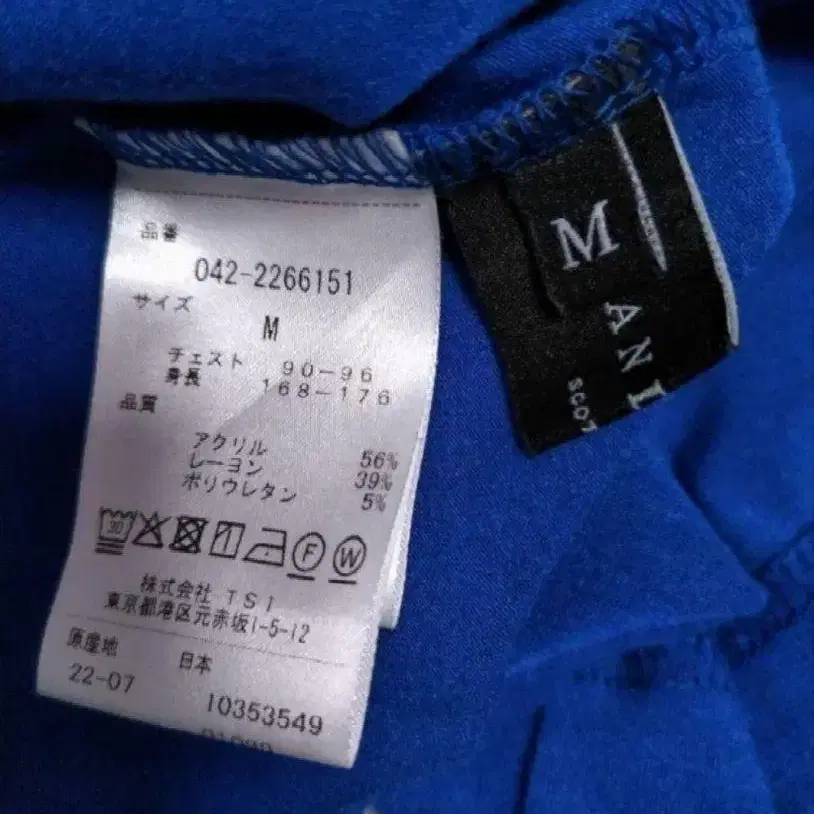 品番
042-2266151
サイズ
M
チェスト 90-96
身長 168-176
品質
アクリル 56%
レーヨン 39%
ポリウレタン 5%
30
F W
株式会社 TSI
東京都港区元赤坂1-5-12
原産地 日本
22-07
10353549
M
ANL
SCOT